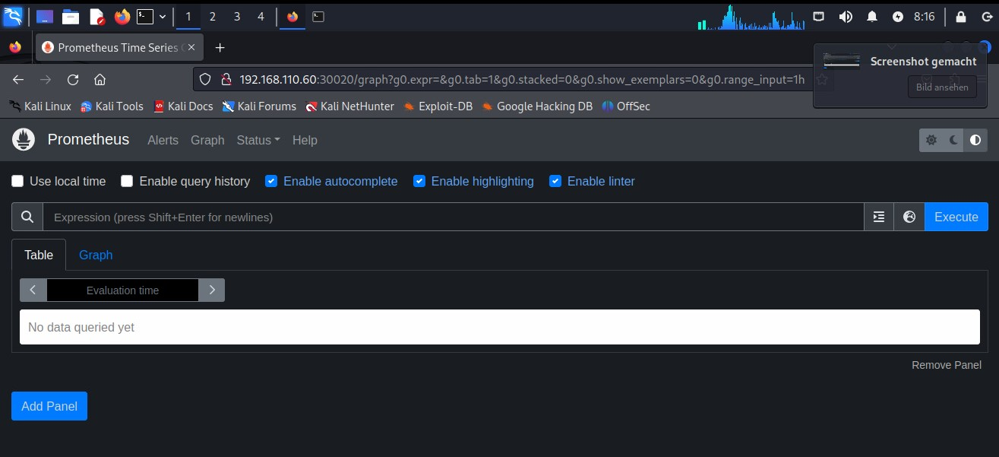 1 2 3 4 8:16
Prometheus Time Series
Screenshot gemacht
Bild ansehen
192.168.110.60:30020/graph?g0.expr=&g0.tab=1&g0.stacked=0&g0.show_exemplars=0&g0.range_input=1h
Kali Linux Kali Tools Kali Docs Kali Forums Kali NetHunter Exploit-DB Google Hacking DB OffSec
Prometheus Alerts Graph Status Help
Use local time Enable query history Enable autocomplete Enable highlighting Enable linter
Expression (press Shift+Enter for newlines) Execute
Table Graph
Evaluation time
No data queried yet
Remove Panel
Add Panel